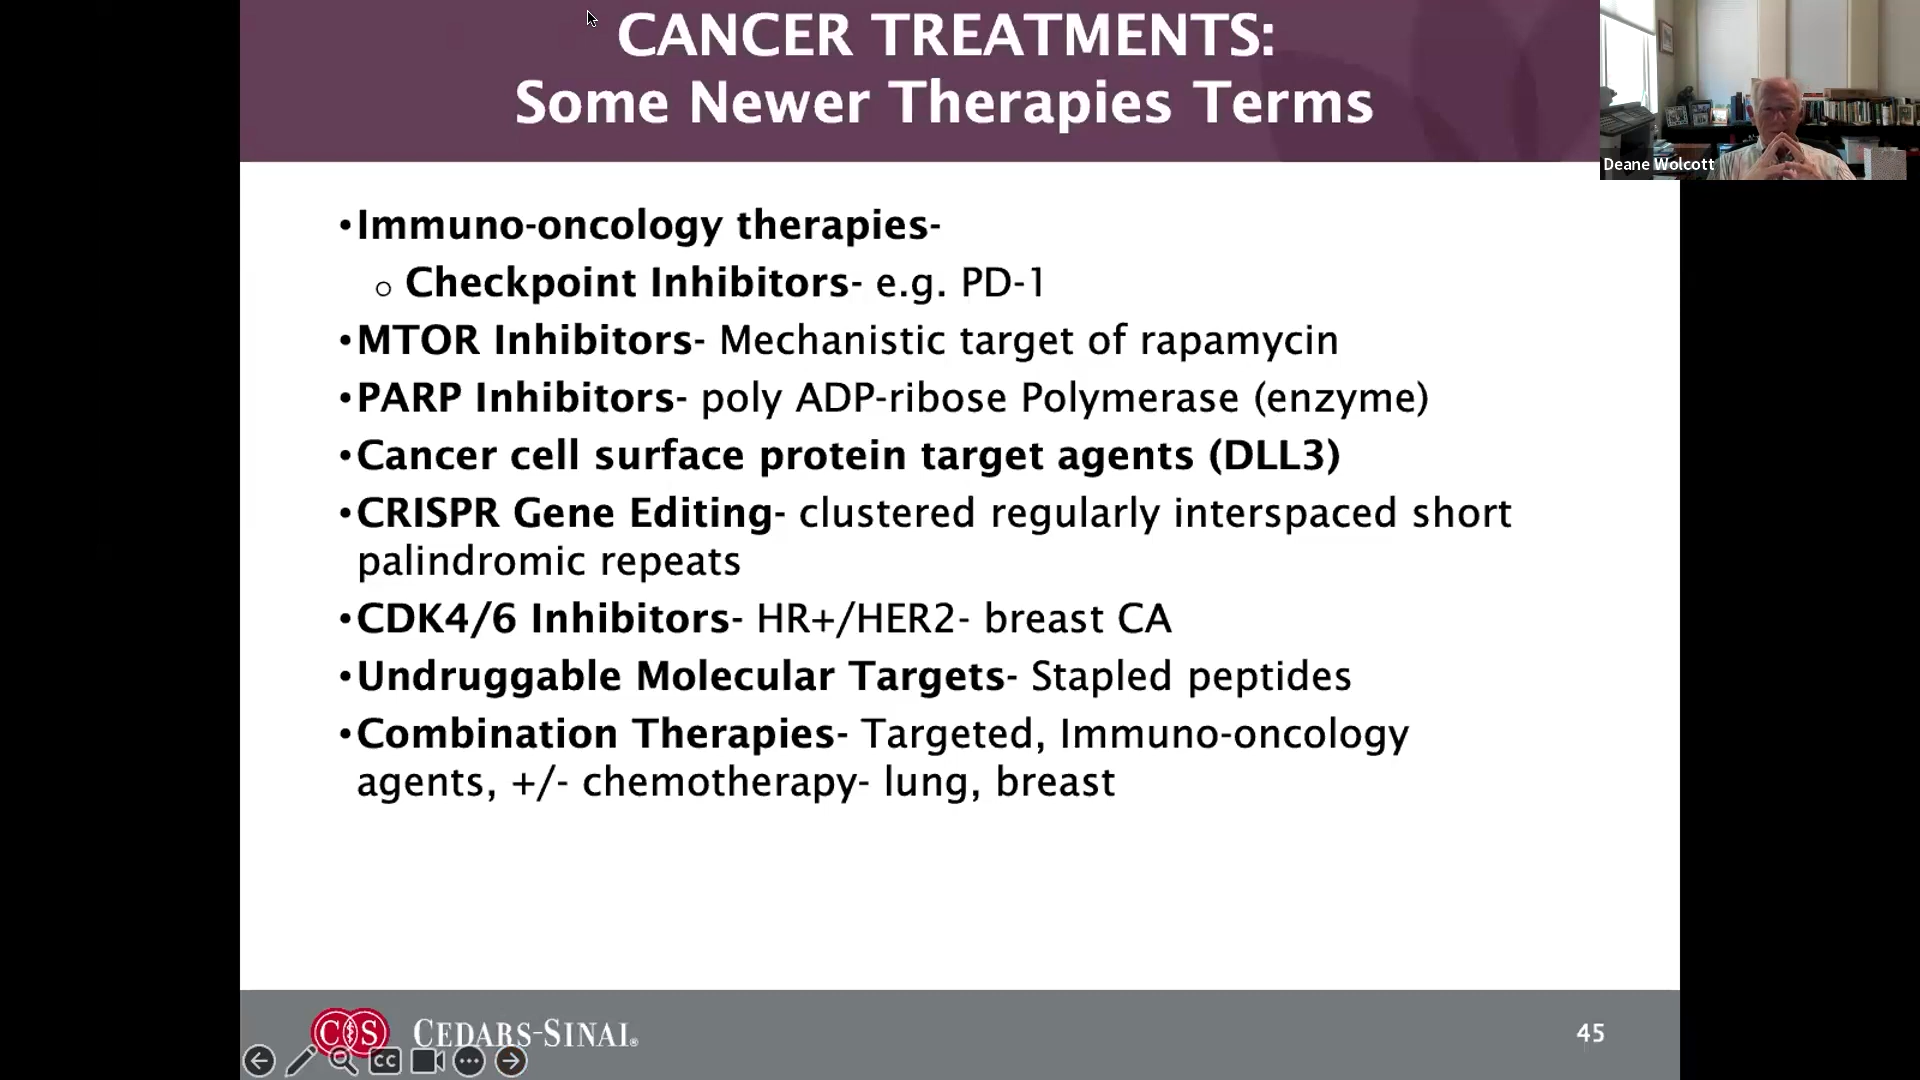 CANCER TREATMENTS:
Some Newer Therapies Terms
Deane Wolcott
•Immuno-oncology therapies-
o Checkpoint Inhibitors- e.g. PD-1
•MTOR Inhibitors- Mechanistic target of rapamycin
•PARP Inhibitors- poly ADP-ribose Polymerase (enzyme)
•Cancer cell surface protein target agents (DLL3)
•CRISPR Gene Editing- clustered regularly interspaced short
palindromic repeats
•CDK4/6 Inhibitors- HR+/HER2- breast CA
•Undruggable Molecular Targets- Stapled peptides
•Combination Therapies- Targeted, Immuno-oncology
agents, +/- chemotherapy- lung, breast
CS CEDARS-SINAI®
45
CC